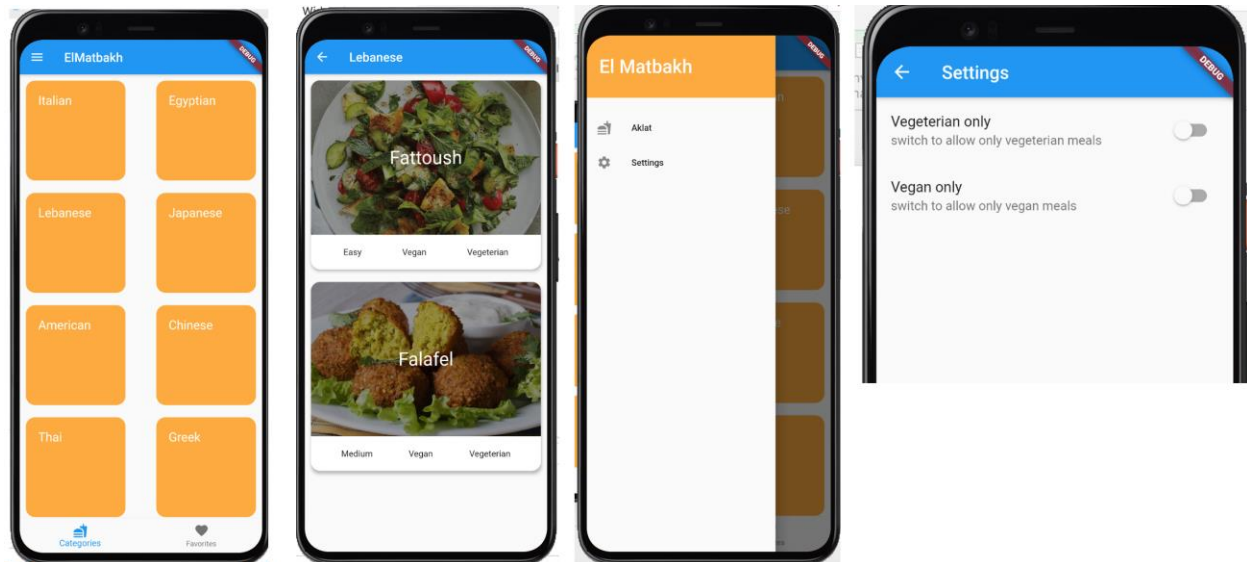 ElMatbakh
DEBUG
Italian
Egyptian
Lebanese
Japanese
American
Chinese
Thai
Greek
Categories
Favorites
Lebanese
DEBUG
Fattoush
Easy Vegan Vegeterian
Falafel
Medium Vegan Vegeterian
El Matbakh
DEBUG
Aklat
Settings
Settings
DEBUG
Vegeterian only
switch to allow only vegeterian meals
Vegan only
switch to allow only vegan meals